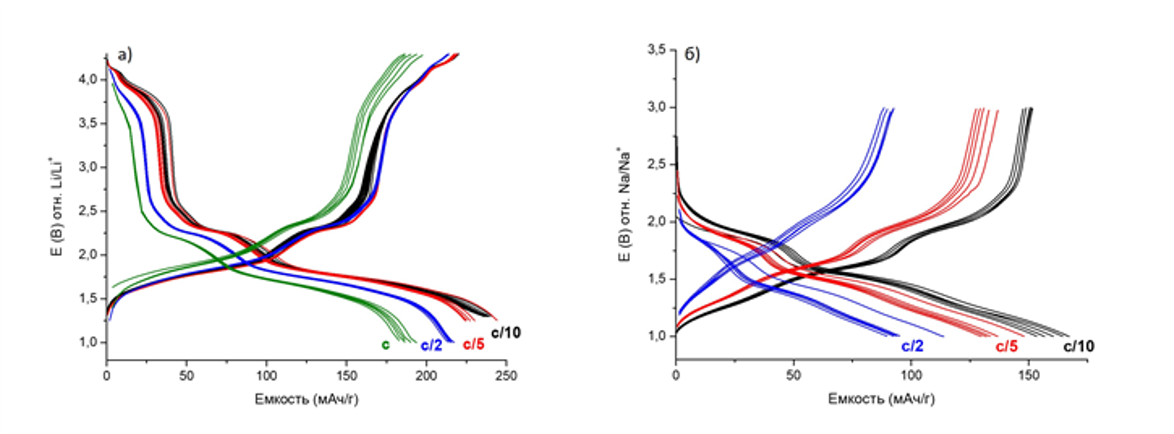 а)
4,0
3,5
3,0
2,5
2,0
1,5
1,0
E (В) отн. Li/Li⁺
0
50
100
150
200
250
Емкость (мАч/г)
c
c/2
c/5
c/10
б)
3,5
3,0
2,5
2,0
1,5
1,0
E (В) отн. Na/Na⁺
0
50
100
150
Емкость (мАч/г)
c/2
c/5
c/10